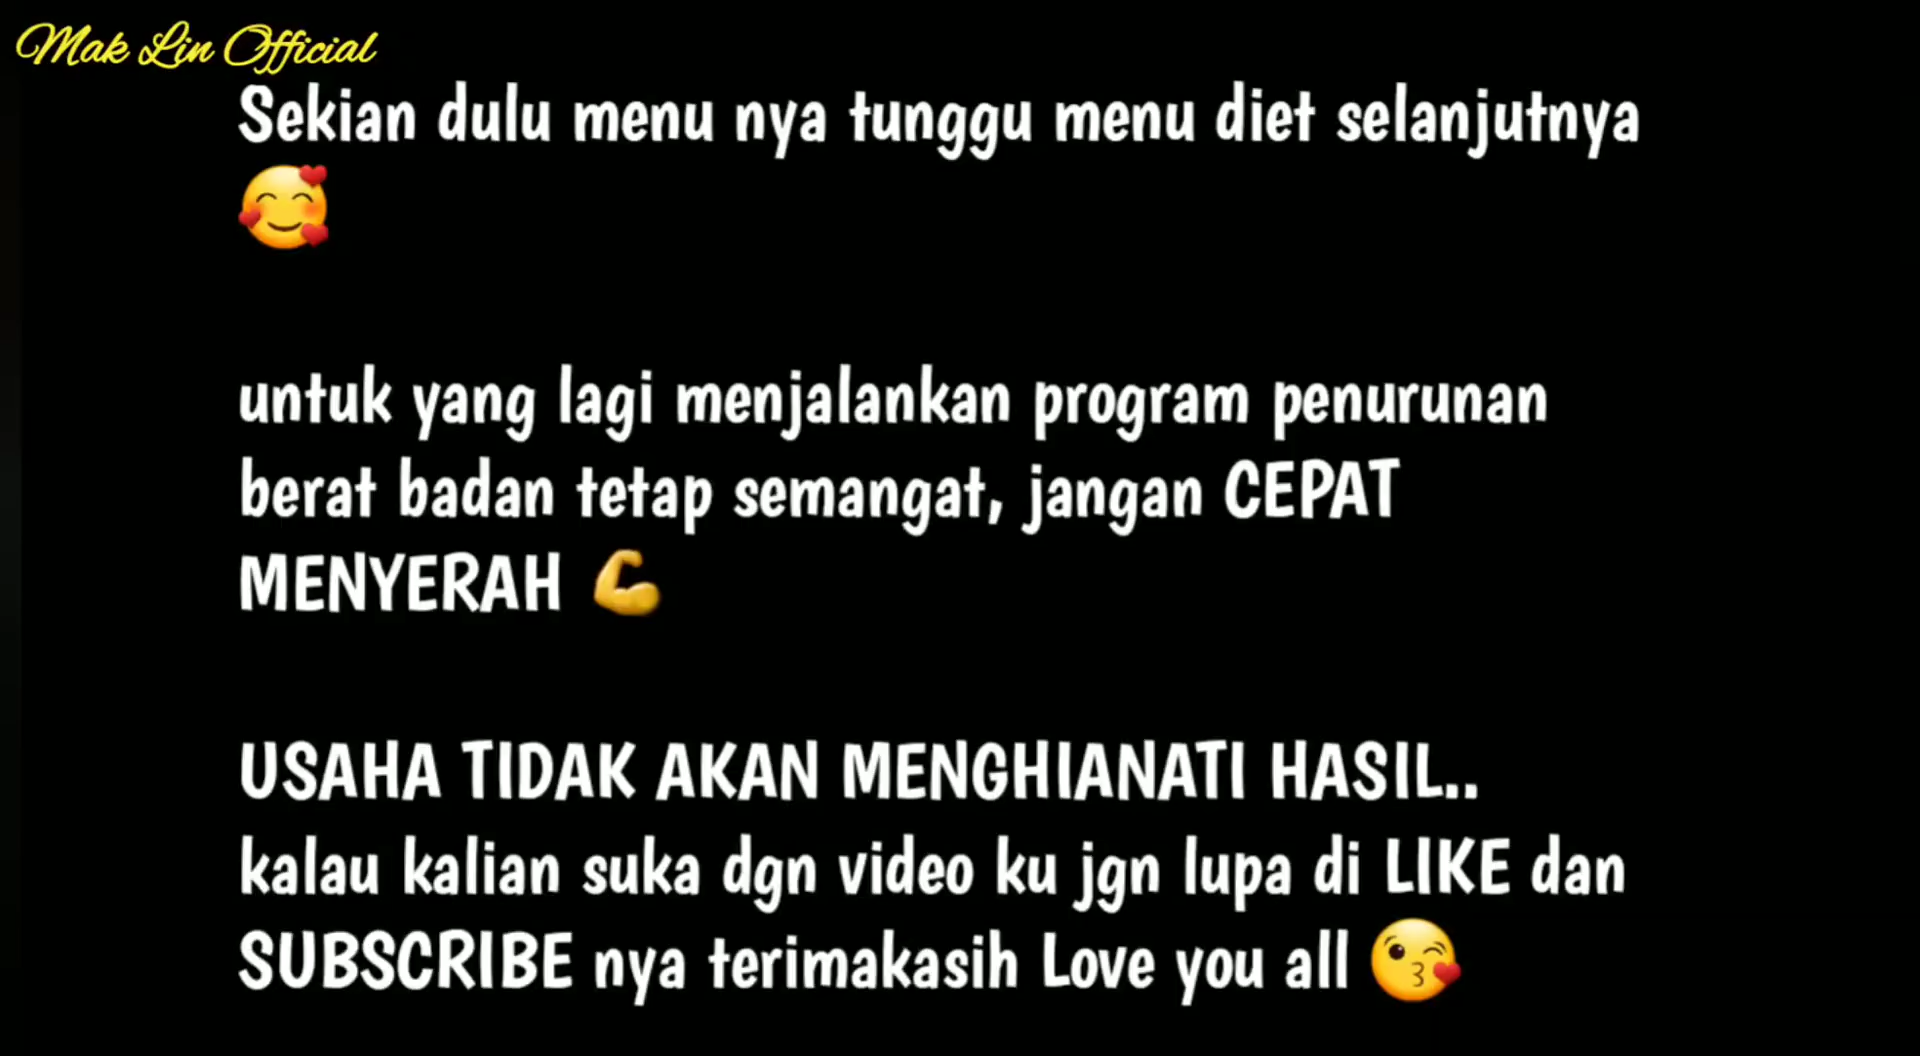 Mak Lin Official
Sekian dulu menu nya tunggu menu diet selanjutnya
🥰
untuk yang lagi menjalankan program penurunan
berat badan tetap semangat, jangan CEPAT
MENYERAH 💪
USAHA TIDAK AKAN MENGHIANATI HASIL..
kalau kalian suka dgn video ku jgn lupa di LIKE dan
SUBSCRIBE nya terimakasih Love you all 😘